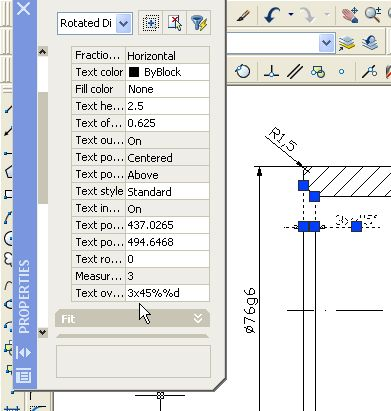 Rotated Di
Fractio... Horizontal
Text color ByBlock
Fill color None
Text he... 2.5
Text of... 0.625
Text ou... On
Text po... Centered
Text po... Above
Text style Standard
Text in... On
Text po... 437.0265
Text po... 494.6468
Text ro... 0
Measur... 3
Text ov... 3x45%%d
Fit
PROPERTIES
R1,5
3x45°
ø76g6